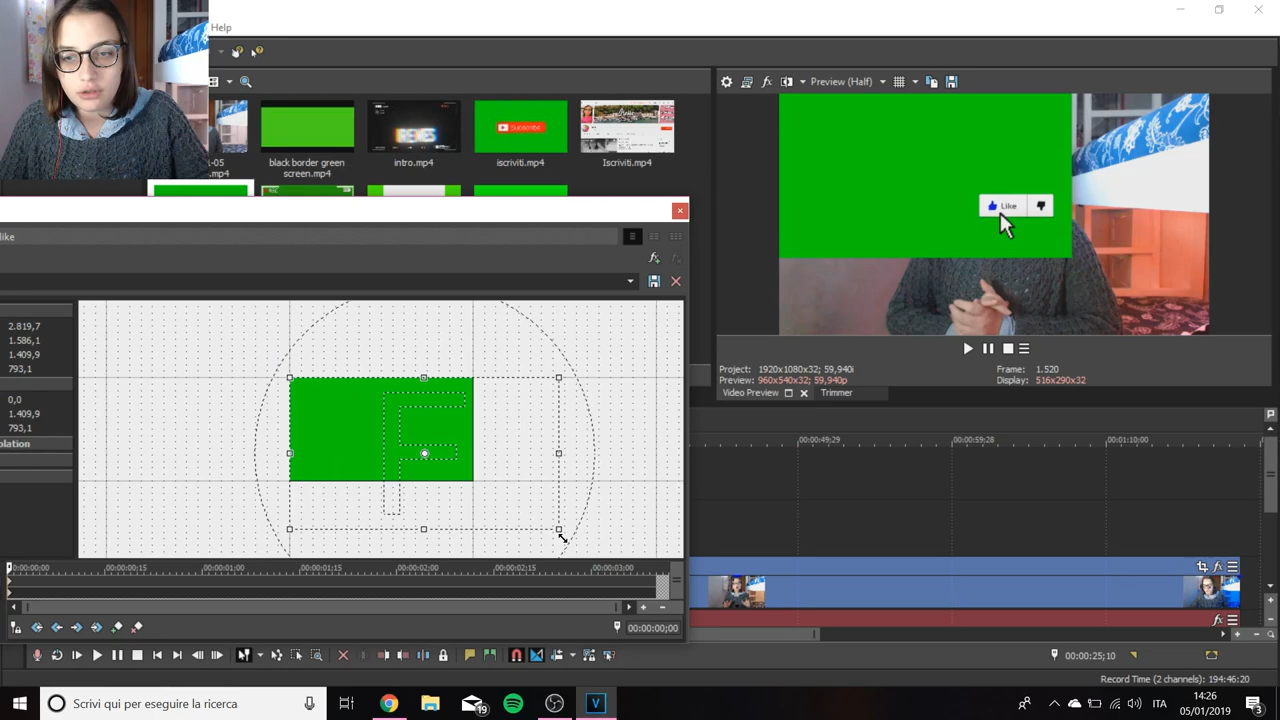 Help
Preview (Half)
-05
.mp4
black border green
screen.mp4
intro.mp4
iscriviti.mp4
Iscriviti.mp4
Subscribe
like
Like
2.819,7
1.586,1
1.409,9
793,1
0,0
1.409,9
793,1
olation
Project: 1920x1080x32; 59,940i
Preview: 960x540x32; 59,940p
Frame: 1.520
Display: 516x290x32
Video Preview
Trimmer
00:00:49;29
00:00:59;28
00:01:10;00
00:00:00;00
00:00:00;15
00:00:01;00
00:00:01;15
00:00:02;00
00:00:02;15
00:00:03;00
00:00:00;00
00:00:25;10
Record Time (2 channels): 194:46:20
Scrivi qui per eseguire la ricerca
19
V
ITA
14:26
05/01/2019
3